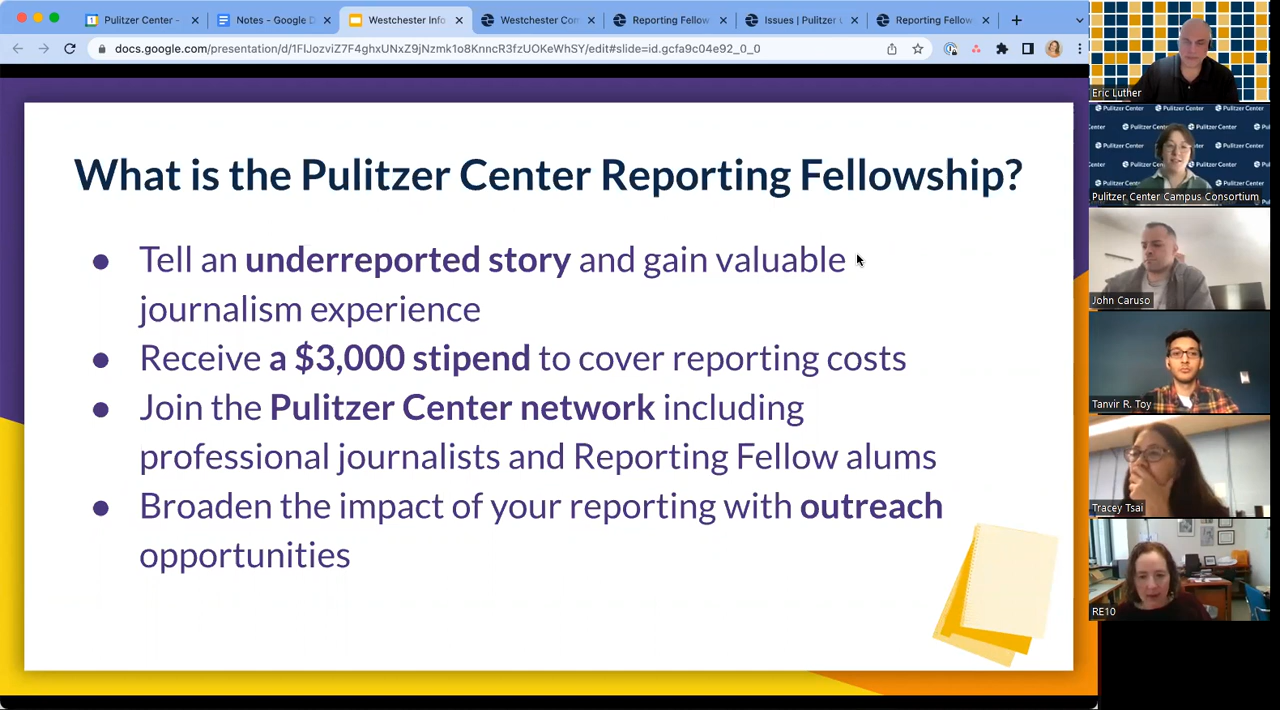 Pulitzer Center -
Notes - Google D
Westchester Info
Westchester Con
Reporting Fellow
Issues | Pulitzer
Reporting Fellow
docs.google.com/presentation/d/1FIJozviZ7F4ghxUNxZ9jNzmk1o8KnncR3fzUOKeWhSY/edit#slide=id.gcfa9c04e92_0_0
What is the Pulitzer Center Reporting Fellowship?
● Tell an underreported story and gain valuable
journalism experience
● Receive a $3,000 stipend to cover reporting costs
● Join the Pulitzer Center network including
professional journalists and Reporting Fellow alums
● Broaden the impact of your reporting with outreach
opportunities
Eric Luther
Pulitzer Center Campus Consortium
John Caruso
Tanvir R. Toy
Tracey Tsai
RE10